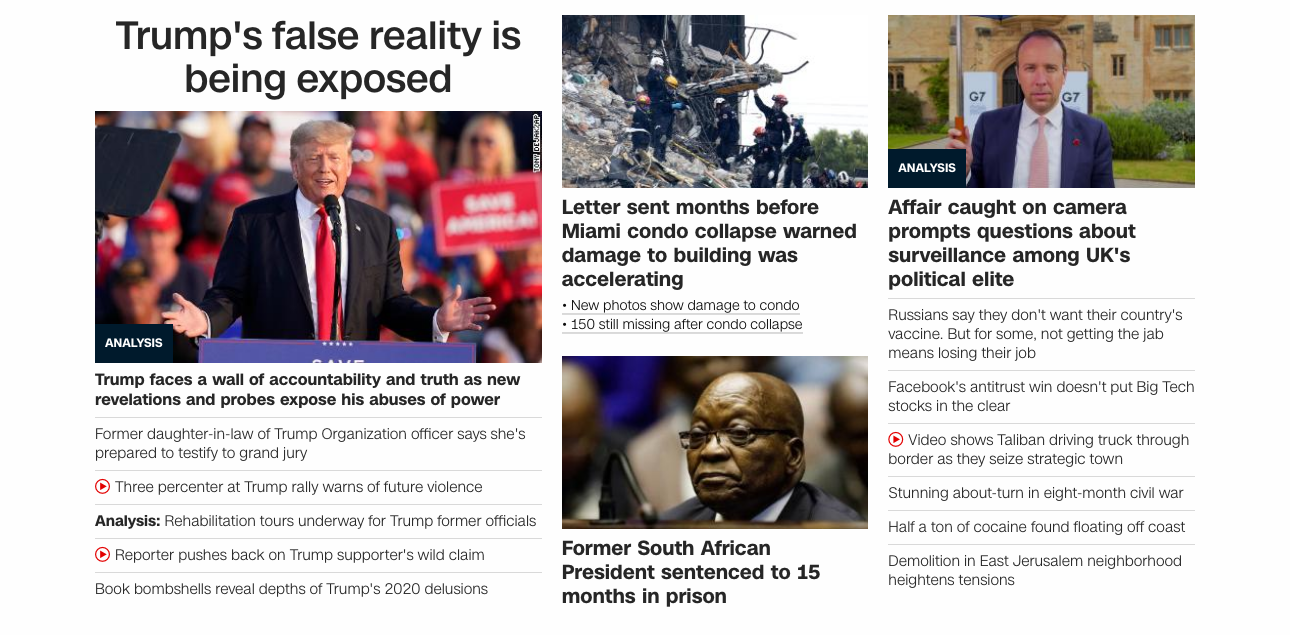 Trump's false reality is
being exposed
TONY DEJAK/AP
SAVE
AMERICA!
ANALYSIS
SAVE
Trump faces a wall of accountability and truth as new
revelations and probes expose his abuses of power
Former daughter-in-law of Trump Organization officer says she's
prepared to testify to grand jury
Three percenter at Trump rally warns of future violence
Analysis: Rehabilitation tours underway for Trump former officials
Reporter pushes back on Trump supporter's wild claim
Book bombshells reveal depths of Trump's 2020 delusions
Letter sent months before
Miami condo collapse warned
damage to building was
accelerating
• New photos show damage to condo
• 150 still missing after condo collapse
Former South African
President sentenced to 15
months in prison
G7
G7
ANALYSIS
Affair caught on camera
prompts questions about
surveillance among UK's
political elite
Russians say they don't want their country's
vaccine. But for some, not getting the jab
means losing their job
Facebook's antitrust win doesn't put Big Tech
stocks in the clear
Video shows Taliban driving truck through
border as they seize strategic town
Stunning about-turn in eight-month civil war
Half a ton of cocaine found floating off coast
Demolition in East Jerusalem neighborhood
heightens tensions